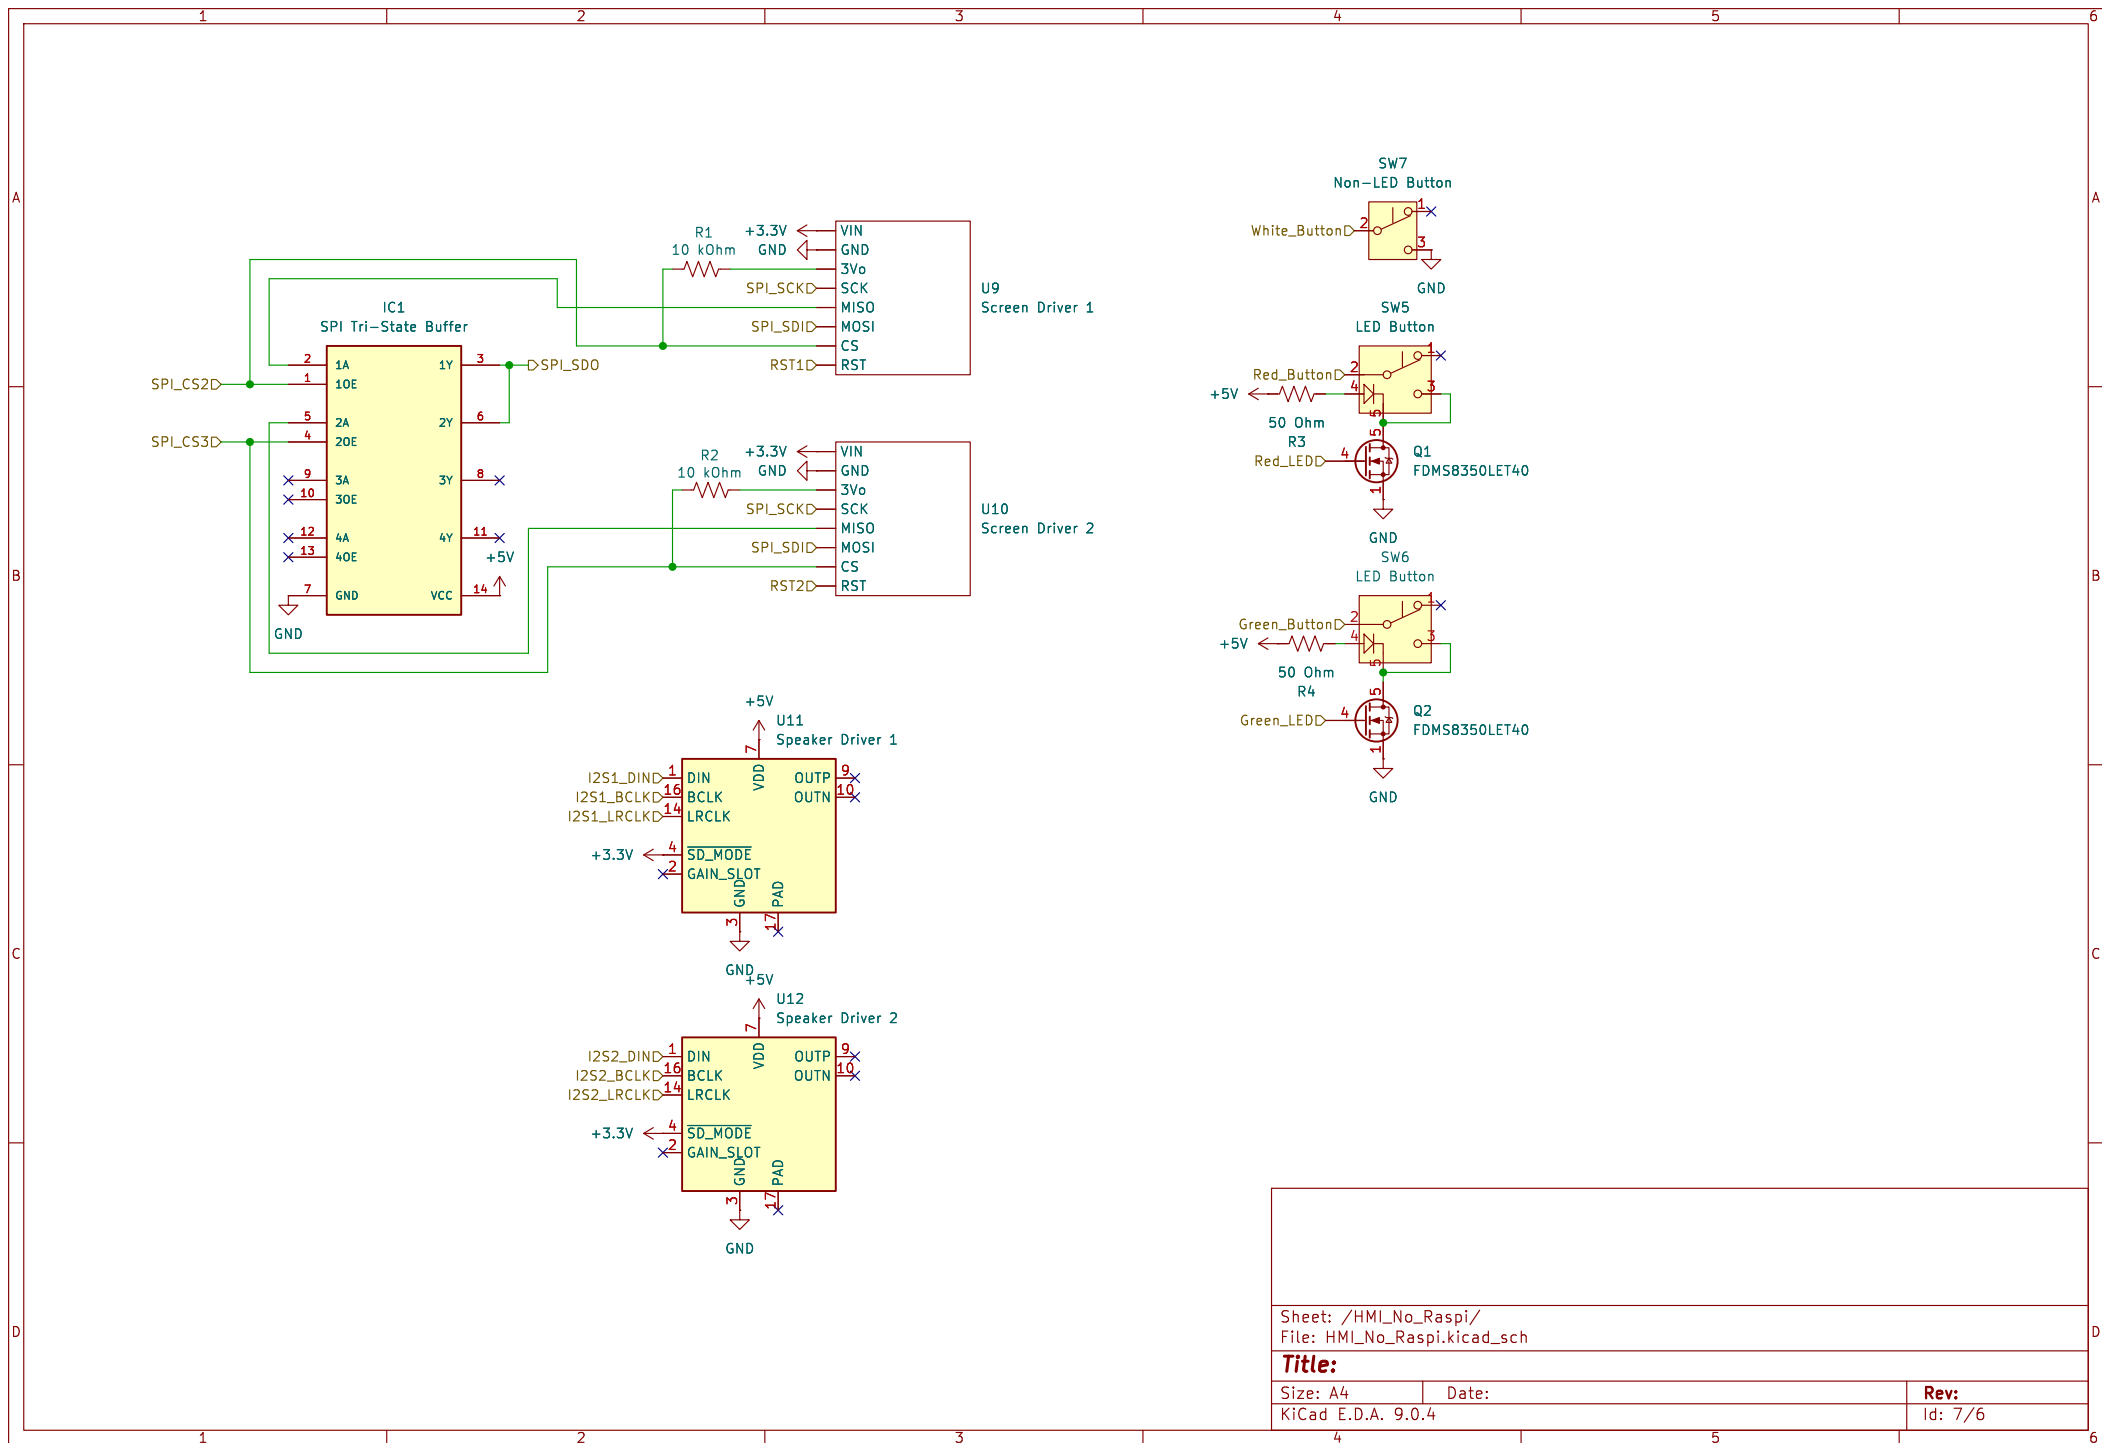 1 2 3 4 5 6
A
B
C
D
A
B
C
D
1 2 3 4 5 6
IC1
SPI Tri-State Buffer
SPI_CS2
SPI_CS3
2 1A
1 1OE
5 2A
4 2OE
9 3A
10 3OE
12 4A
13 4OE
7 GND
1Y 3
2Y 6
3Y 8
4Y 11
VCC 14
SPI_SDO
+5V
GND
R1
10 kOhm
+3.3V
GND
SPI_SCK
SPI_SDI
RST1
VIN
GND
3Vo
SCK
MISO
MOSI
CS
RST
U9
Screen Driver 1
R2
10 kOhm
+3.3V
GND
SPI_SCK
SPI_SDI
RST2
VIN
GND
3Vo
SCK
MISO
MOSI
CS
RST
U10
Screen Driver 2
+5V
U11
Speaker Driver 1
7
VDD
I2S1_DIN 1 DIN
I2S1_BCLK 16 BCLK
I2S1_LRCLK 14 LRCLK
+3.3V 4 SD_MODE
2 GAIN_SLOT
OUTP 9
OUTN 10
GND
3
PAD
17
GND
+5V
U12
Speaker Driver 2
7
VDD
I2S2_DIN 1 DIN
I2S2_BCLK 16 BCLK
I2S2_LRCLK 14 LRCLK
+3.3V 4 SD_MODE
2 GAIN_SLOT
OUTP 9
OUTN 10
GND
3
PAD
17
GND
SW7
Non-LED Button
White_Button 2
1
3
GND
SW5
LED Button
Red_Button 2
1
+5V
4
3
5
50 Ohm
R3
5
Red_LED 4
1
Q1
FDMS8350LET40
GND
SW6
LED Button
Green_Button 2
1
+5V
4
3
5
50 Ohm
R4
5
Green_LED 4
1
Q2
FDMS8350LET40
GND
Sheet: /HMI_No_Raspi/
File: HMI_No_Raspi.kicad_sch
Title:
Size: A4 Date: Rev:
KiCad E.D.A. 9.0.4 Id: 7/6